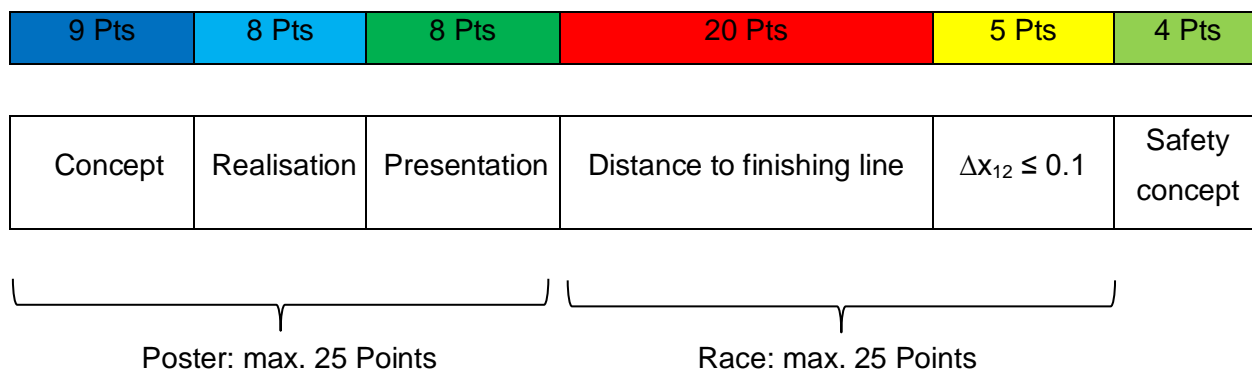 9 Pts 8 Pts 8 Pts 20 Pts 5 Pts 4 Pts
Concept Realisation Presentation Distance to finishing line Δx₁₂ ≤ 0.1 Safety
concept
Poster: max. 25 Points Race: max. 25 Points